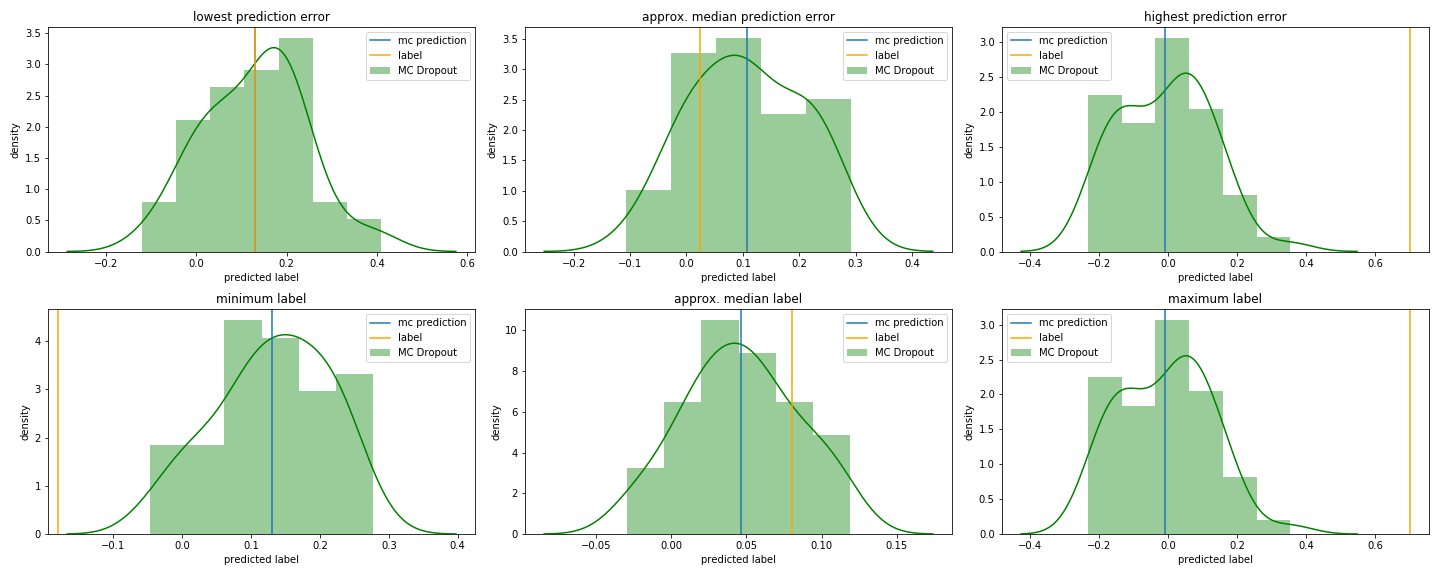 lowest prediction error
3.5
3.0
2.5
2.0
1.5
1.0
0.5
0.0
density
mc prediction
label
MC Dropout
−0.2 0.0 0.2 0.4 0.6
predicted label
approx. median prediction error
3.5
3.0
2.5
2.0
1.5
1.0
0.5
0.0
density
mc prediction
label
MC Dropout
−0.2 −0.1 0.0 0.1 0.2 0.3 0.4
predicted label
highest prediction error
3.0
2.5
2.0
1.5
1.0
0.5
0.0
density
mc prediction
label
MC Dropout
−0.4 −0.2 0.0 0.2 0.4 0.6
predicted label
minimum label
4
3
2
1
0
density
mc prediction
label
MC Dropout
−0.1 0.0 0.1 0.2 0.3 0.4
predicted label
approx. median label
10
8
6
4
2
0
density
mc prediction
label
MC Dropout
−0.05 0.00 0.05 0.10 0.15
predicted label
maximum label
3.0
2.5
2.0
1.5
1.0
0.5
0.0
density
mc prediction
label
MC Dropout
−0.4 −0.2 0.0 0.2 0.4 0.6
predicted label